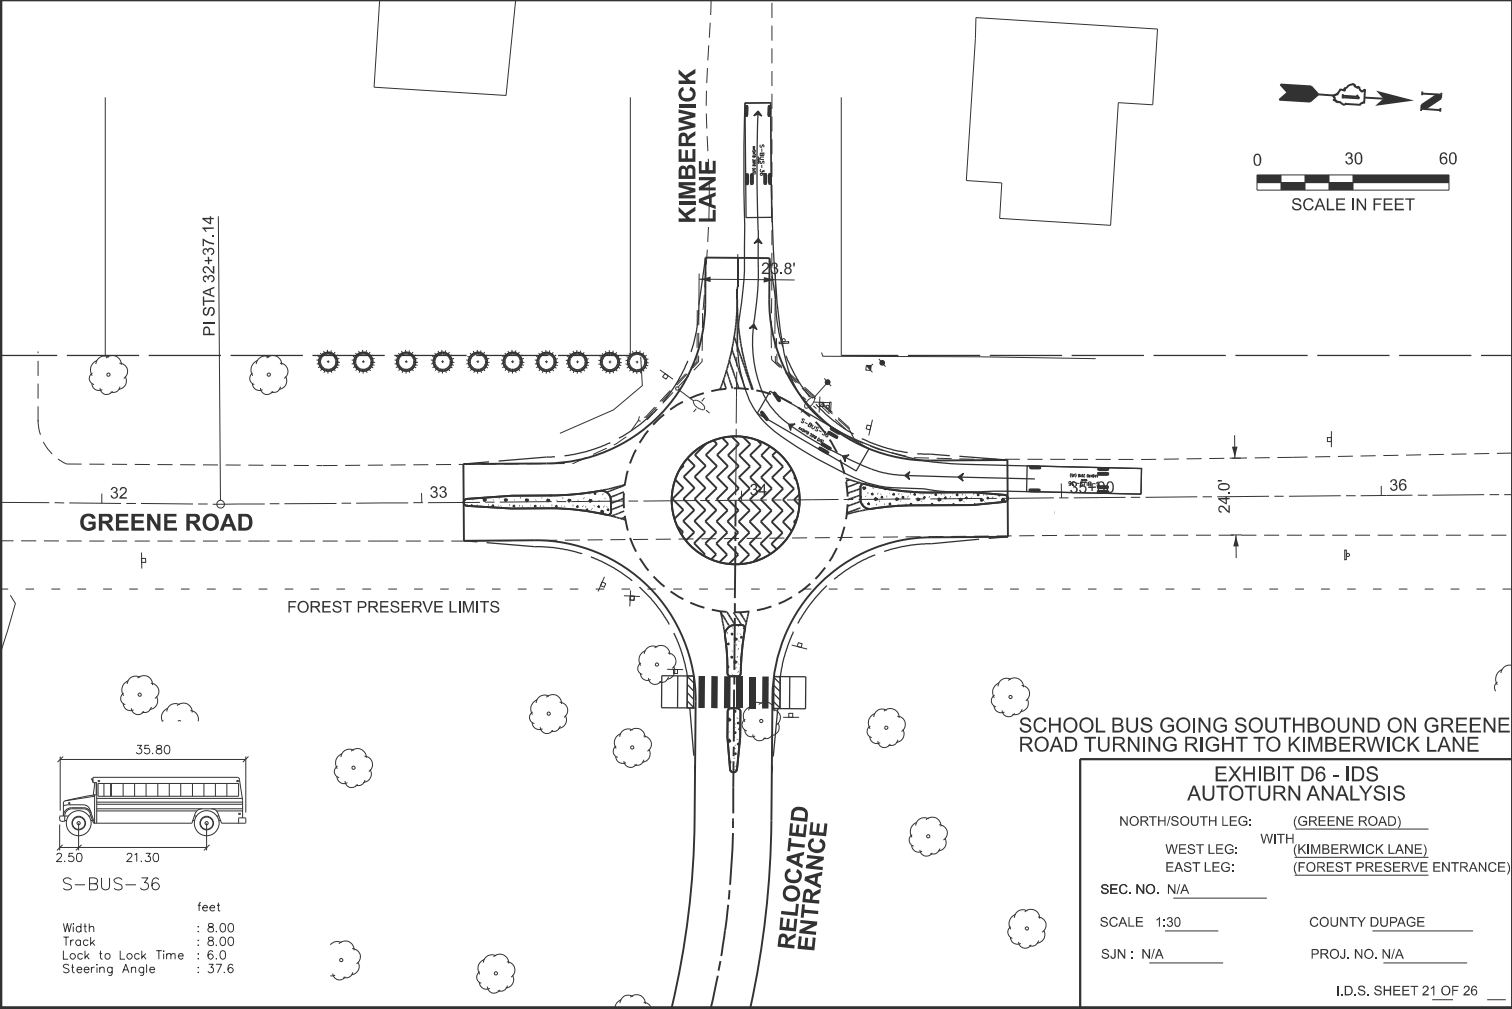 KIMBERWICK
LANE
N
0 30 60
SCALE IN FEET
PI STA 32+37.14
S-BUS-36
23.8'
S-BUS-36
32
33
34
36
24.0'
GREENE ROAD
FOREST PRESERVE LIMITS
SCHOOL BUS GOING SOUTHBOUND ON GREENE
ROAD TURNING RIGHT TO KIMBERWICK LANE
35.80
2.50 21.30
S-BUS-36
feet
Width : 8.00
Track : 8.00
Lock to Lock Time : 6.0
Steering Angle : 37.6
RELOCATED
ENTRANCE
EXHIBIT D6 - IDS
AUTOTURN ANALYSIS
NORTH/SOUTH LEG: (GREENE ROAD)
WITH
WEST LEG: (KIMBERWICK LANE)
EAST LEG: (FOREST PRESERVE ENTRANCE)
SEC. NO. N/A
SCALE 1:30 COUNTY DUPAGE
SJN : N/A PROJ. NO. N/A
I.D.S. SHEET 21 OF 26